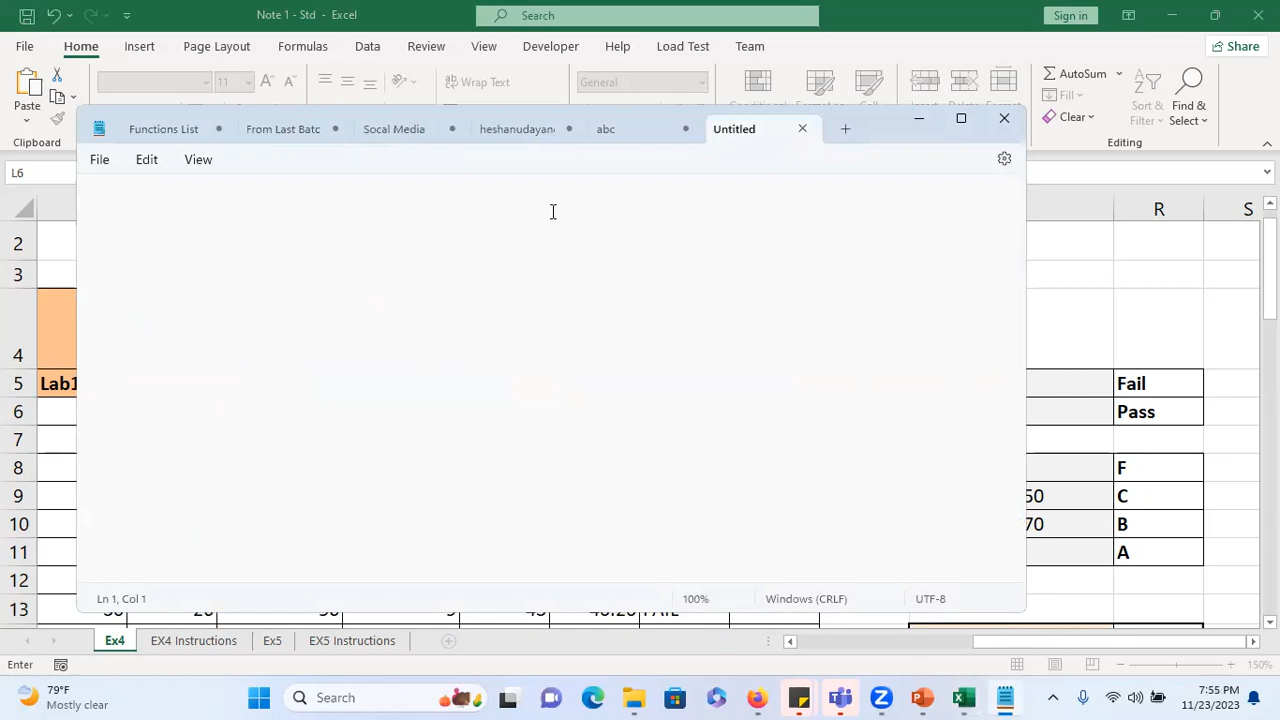 Note 1 - Std - Excel
Search
Sign in
File Home Insert Page Layout Formulas Data Review View Developer Help Load Test Team
Share
Paste
11
Wrap Text
General
AutoSum
Fill
Clear
Sort &
Filter
Find &
Select
Clipboard
Editing
Functions List
From Last Batc
Socal Media
heshanudayan
abc
Untitled
File Edit View
L6
R S
2
3
4
5 Lab1 Fail
6 Pass
7
8 F
9 50 C
10 70 B
11 A
12
13
Ln 1, Col 1
100%
Windows (CRLF)
UTF-8
Ex4
EX4 Instructions
Ex5
EX5 Instructions
Enter
150%
79°F
Mostly clear
Search
7:55 PM
11/23/2023